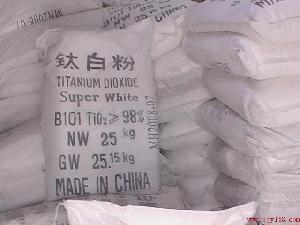 钛白粉
TITANIUM DIOXIDE
Super White
B101 TiO₂ ≥ 98%
NW 25 kg
GW 25.15 kg
MADE IN CHINA